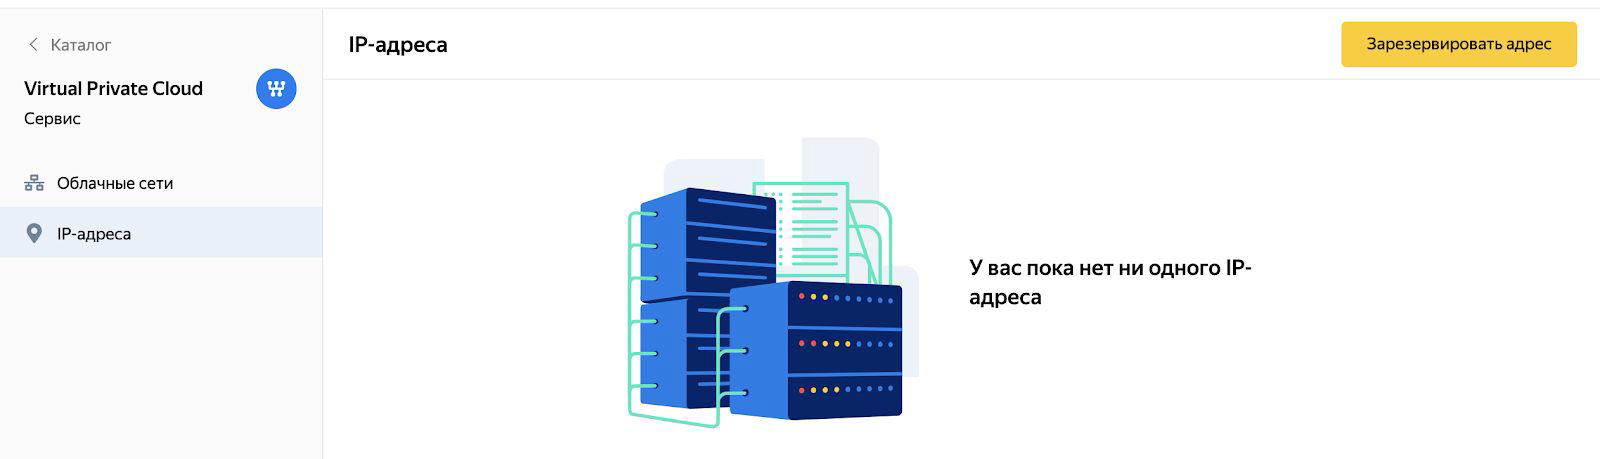 Каталог
Virtual Private Cloud
Сервис
Облачные сети
IP-адреса
IP-адреса
Зарезервировать адрес
У вас пока нет ни одного IP-
адреса